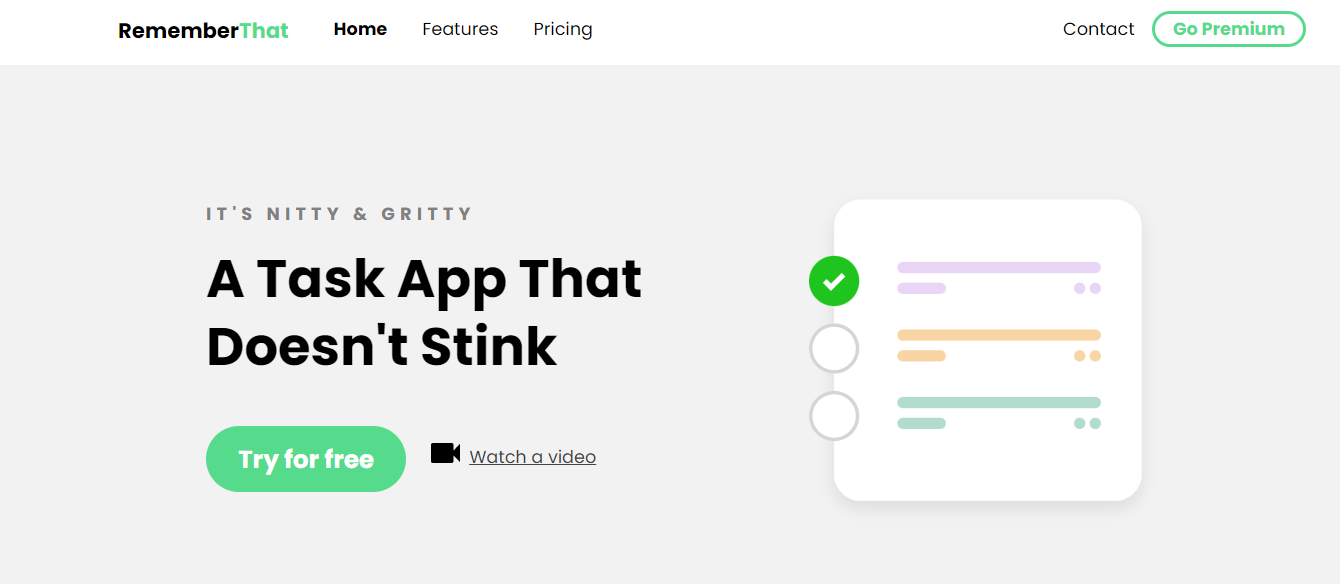 RememberThat Home Features Pricing Contact Go Premium
IT'S NITTY & GRITTY
A Task App That
Doesn't Stink
Try for free Watch a video